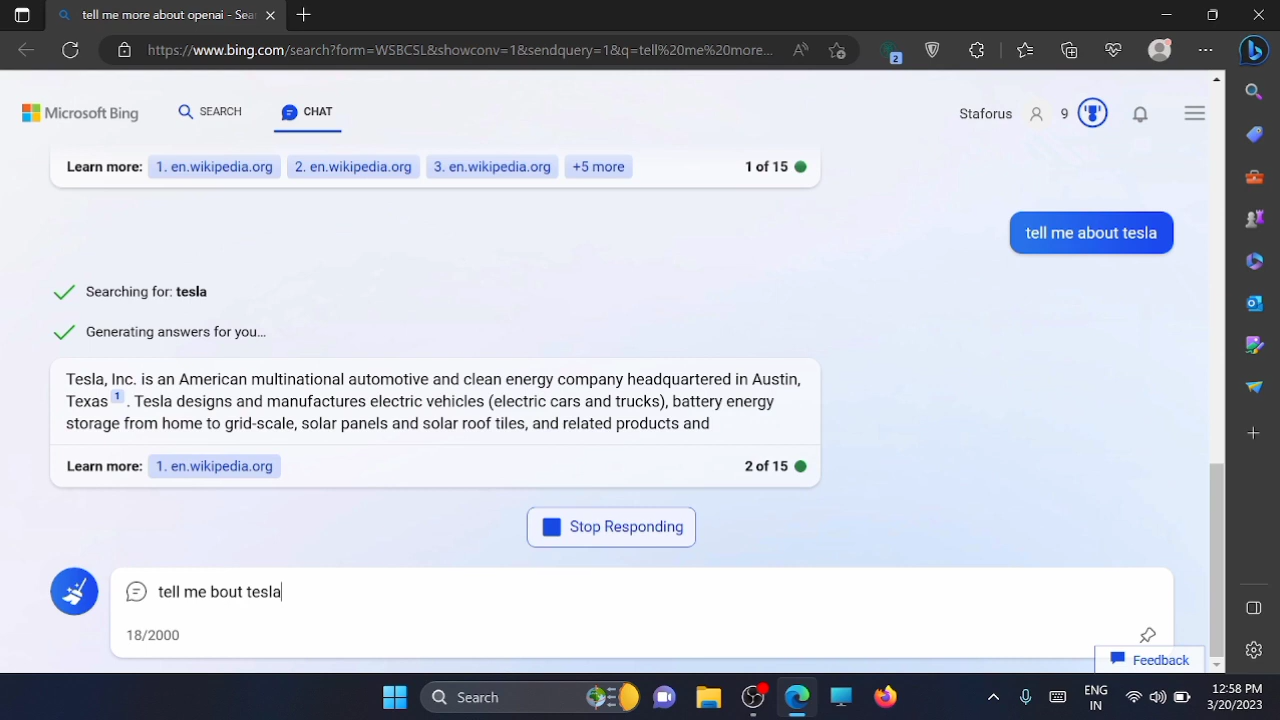 tell me more about openai - Sea
https://www.bing.com/search?form=WSBCSL&showconv=1&sendquery=1&q=tell%20me%20more...
2
Microsoft Bing
SEARCH
CHAT
Staforus
9
Learn more: 1. en.wikipedia.org 2. en.wikipedia.org 3. en.wikipedia.org +5 more 1 of 15
tell me about tesla
Searching for: tesla
Generating answers for you...
Tesla, Inc. is an American multinational automotive and clean energy company headquartered in Austin,
Texas 1 . Tesla designs and manufactures electric vehicles (electric cars and trucks), battery energy
storage from home to grid-scale, solar panels and solar roof tiles, and related products and
Learn more: 1. en.wikipedia.org 2 of 15
Stop Responding
tell me bout tesla
18/2000
Feedback
Search
ENG
IN
12:58 PM
3/20/2023